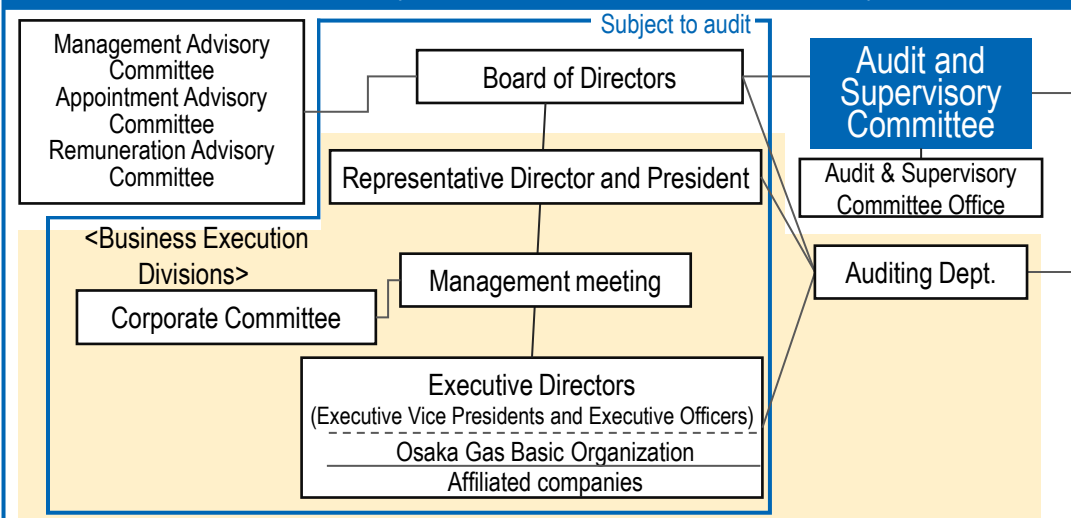 Subject to audit
Management Advisory
Committee
Appointment Advisory
Committee
Remuneration Advisory
Committee
Board of Directors
Audit and
Supervisory
Committee
Representative Director and President
Audit & Supervisory
Committee Office
<Business Execution
Divisions>
Management meeting
Auditing Dept.
Corporate Committee
Executive Directors
(Executive Vice Presidents and Executive Officers)
Osaka Gas Basic Organization
Affiliated companies